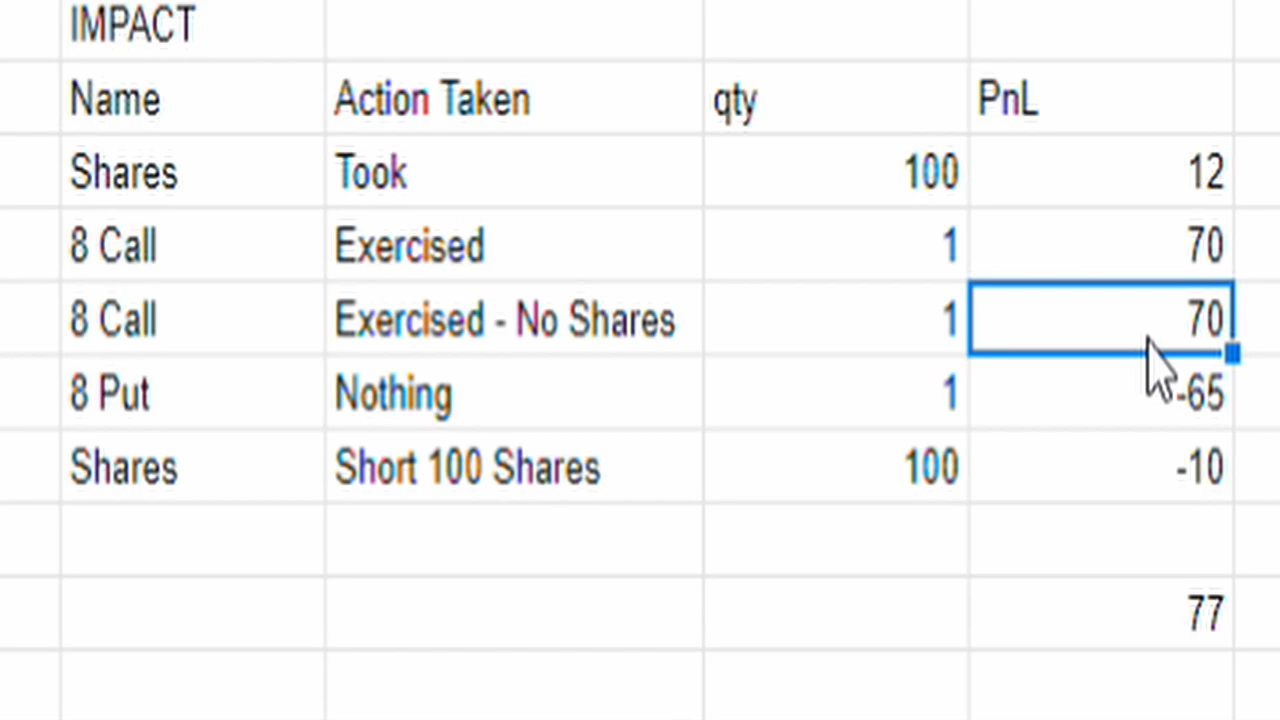 IMPACT
Name Action Taken qty PnL
Shares Took 100 12
8 Call Exercised 1 70
8 Call Exercised - No Shares 1 70
8 Put Nothing 1 -65
Shares Short 100 Shares 100 -10
77